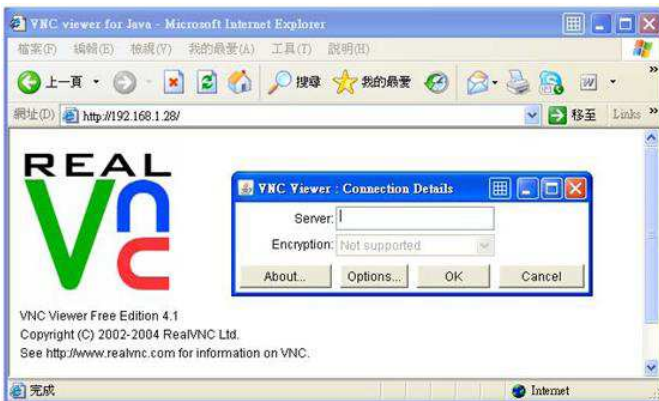 VNC viewer for Java - Microsoft Internet Explorer
檔案(F) 編輯(E) 檢視(V) 我的最愛(A) 工具(T) 說明(H)
上一頁 搜尋 我的最愛
網址(D) http://192.168.1.28/ 移至 Links
REAL
VNC
VNC Viewer : Connection Details
Server:
Encryption: Not supported
About... Options... OK Cancel
VNC Viewer Free Edition 4.1
Copyright (C) 2002-2004 RealVNC Ltd.
See http://www.realvnc.com for information on VNC.
完成 Internet